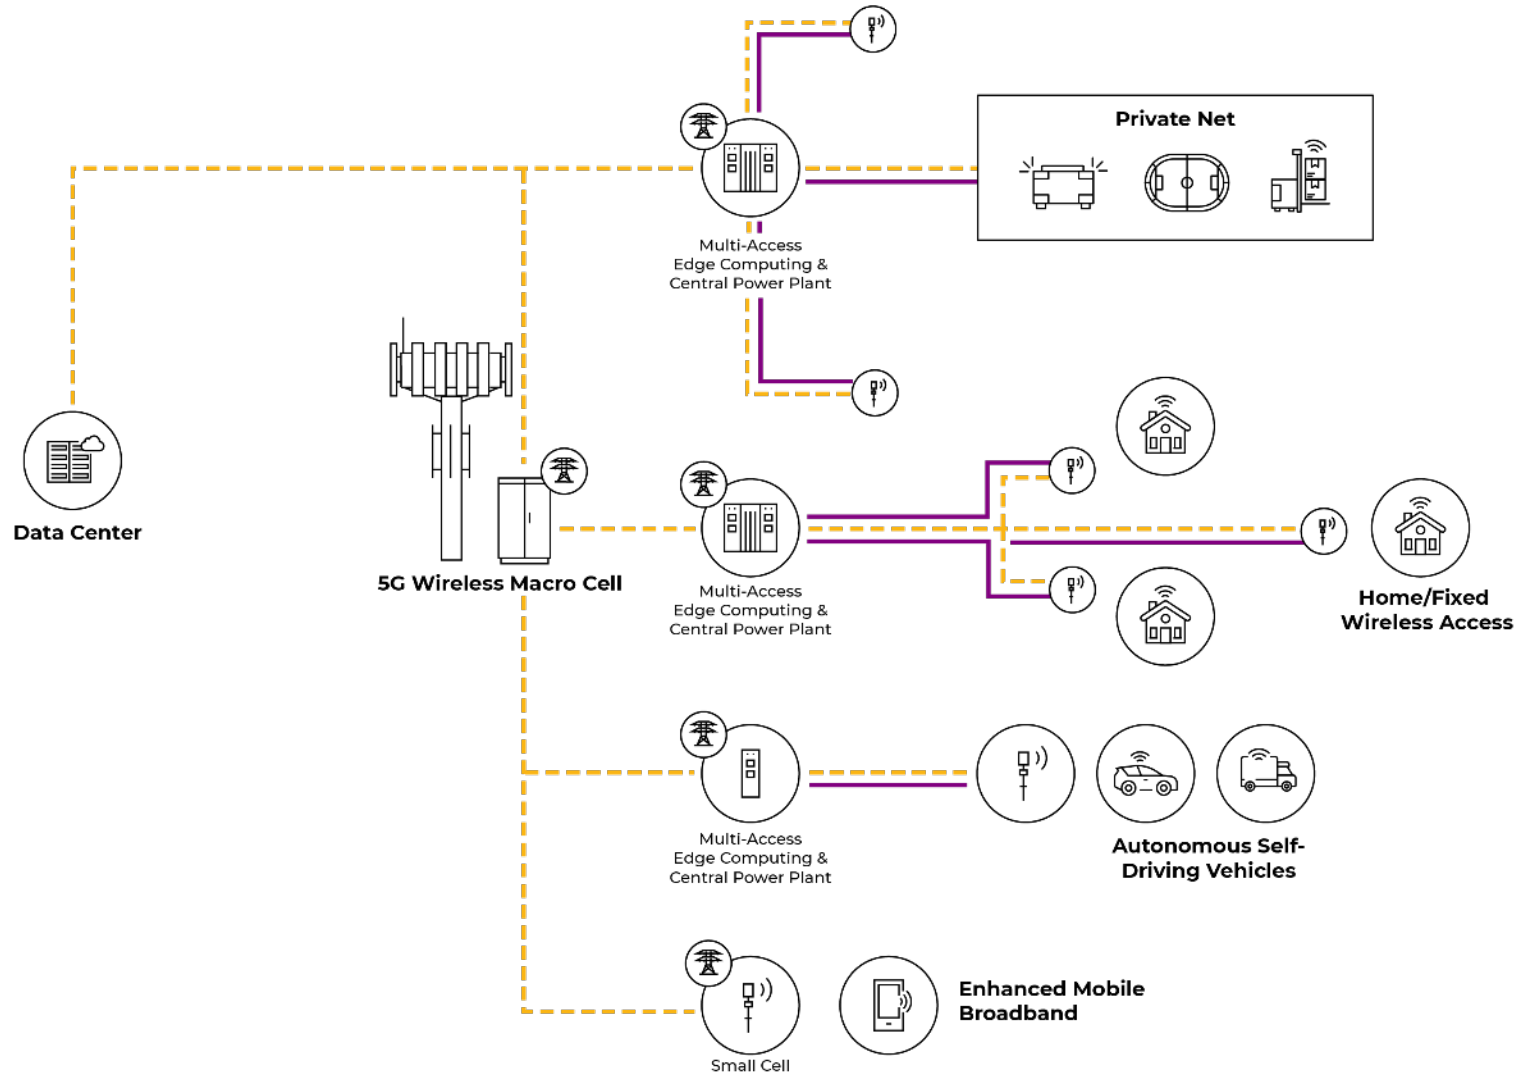 Private Net
Multi-Access
Edge Computing &
Central Power Plant
Data Center
5G Wireless Macro Cell
Multi-Access
Edge Computing &
Central Power Plant
Home/Fixed
Wireless Access
Multi-Access
Edge Computing &
Central Power Plant
Autonomous Self-
Driving Vehicles
Enhanced Mobile
Broadband
Small Cell